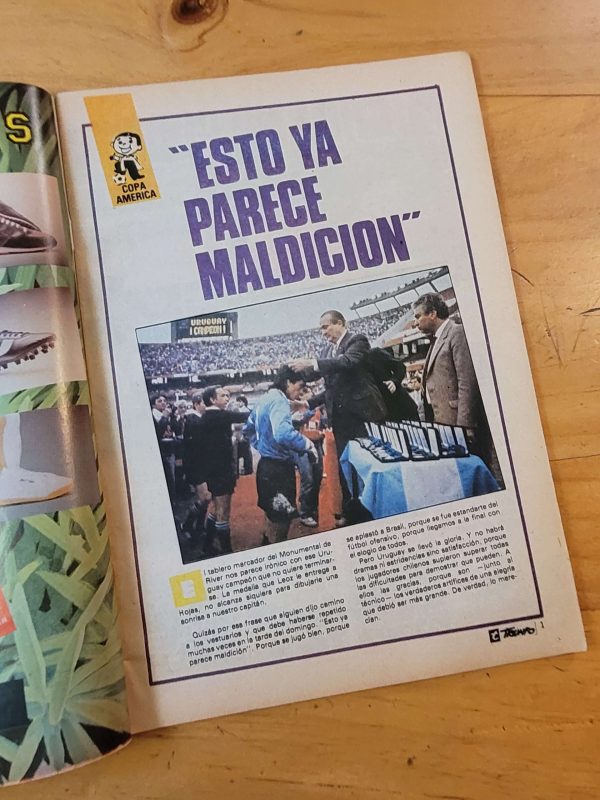 S
COPA
AMERICA
"ESTO YA
PARECE
MALDICION"
URUGUAY
¡CAMPEON!
l tablero marcador del Monumental de
River nos parece irónico con ese Uru-
guay campeón que no quiere terminar-
se. La medalla que Leoz le entrega a
Rojas, no alcanza siquiera para dibujarle una
sonrisa a nuestro capitán.
Quizás por esa frase que alguien dijo camino
a los vestuarios y que debe haberse repetido
muchas veces en la tarde del domingo. "Esto ya
parece maldición". Porque se jugó bien, porque
se aplastó a Brasil, porque se fue estandarte del
fútbol ofensivo, porque llegamos a la final con
el elogio de todos.
Pero Uruguay se llevó la gloria. Y no habrá
dramas ni estridencias sino satisfacción, porque
los jugadores chilenos supieron superar todas
las dificultades para demostrar que pueden. A
ellos las gracias, porque son —junto al
técnico— los verdaderos artífices de una alegría
que debió ser más grande. De verdad, lo mere-
cían.
TIEMPO
1